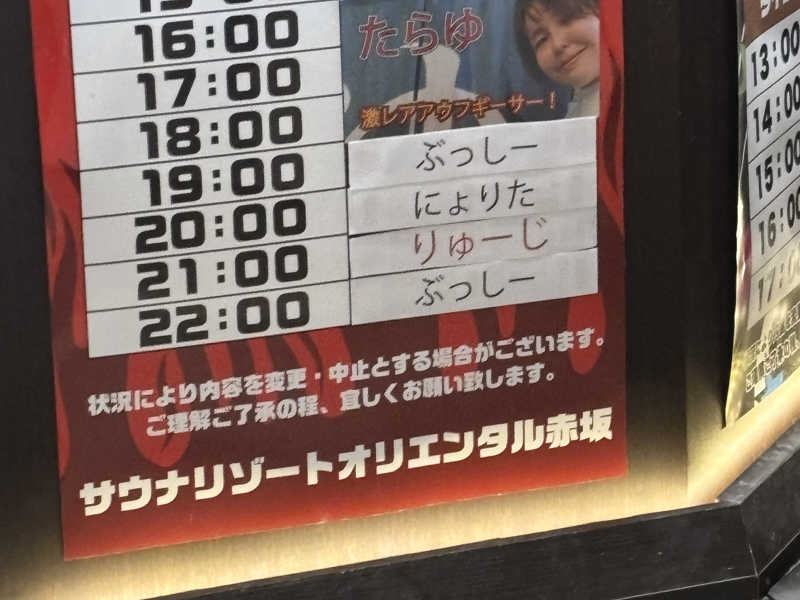 16:00
17:00
18:00
19:00
20:00
21:00
22:00
たらゆ
激レアアウフギーサー!
ぶっしー
にょりた
りゅーじ
ぶっしー
状況により内容を変更・中止とする場合がございます。
ご理解ご了承の程、宜しくお願い致します。
サウナリゾートオリエンタル赤坂
13:00
14:00
15:00
16:00
17: